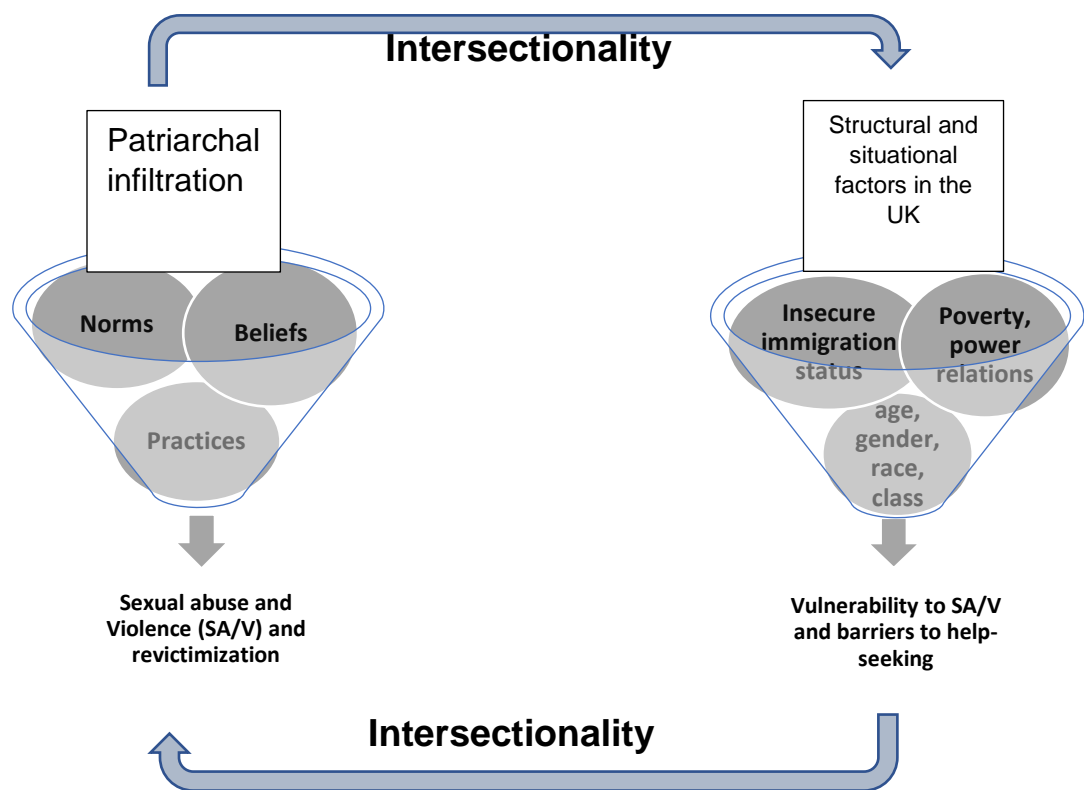 Intersectionality
Patriarchal
infiltration
Norms
Beliefs
Practices
Sexual abuse and
Violence (SA/V) and
revictimization
Structural and
situational
factors in the
UK
Insecure
immigration
status
Poverty,
power
relations
age,
gender,
race,
class
Vulnerability to SA/V
and barriers to help-
seeking
Intersectionality